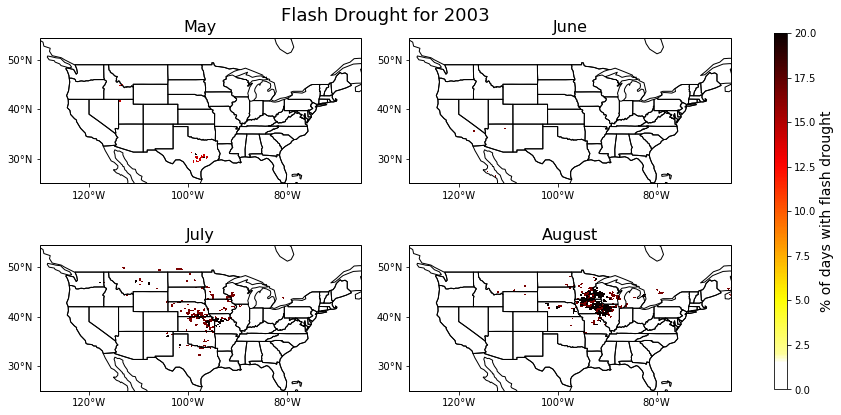 Flash Drought for 2003
May
June
50°N
40°N
30°N
120°W 100°W 80°W
50°N
40°N
30°N
120°W 100°W 80°W
July
August
50°N
40°N
30°N
120°W 100°W 80°W
50°N
40°N
30°N
120°W 100°W 80°W
20.0
17.5
15.0
12.5
10.0
7.5
5.0
2.5
0.0
% of days with flash drought